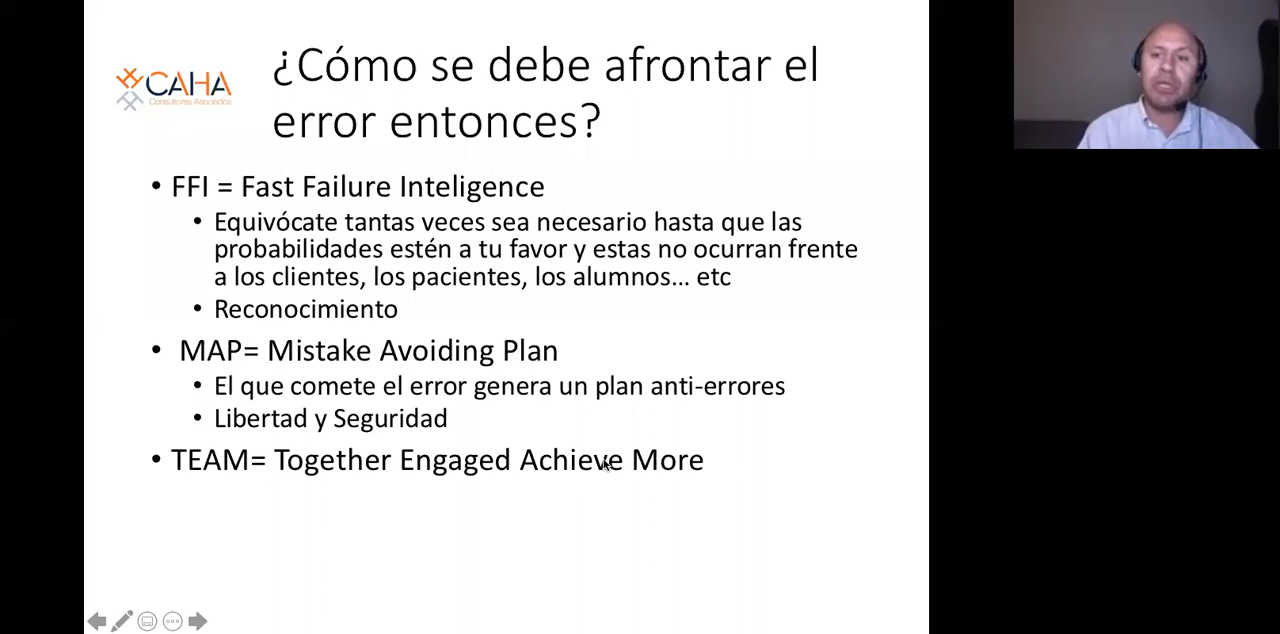 CAHA
Consultores Asociados
¿Cómo se debe afrontar el
error entonces?
• FFI = Fast Failure Inteligence
• Equivócate tantas veces sea necesario hasta que las
probabilidades estén a tu favor y estas no ocurran frente
a los clientes, los pacientes, los alumnos... etc
• Reconocimiento
• MAP= Mistake Avoiding Plan
• El que comete el error genera un plan anti-errores
• Libertad y Seguridad
• TEAM= Together Engaged Achieve More